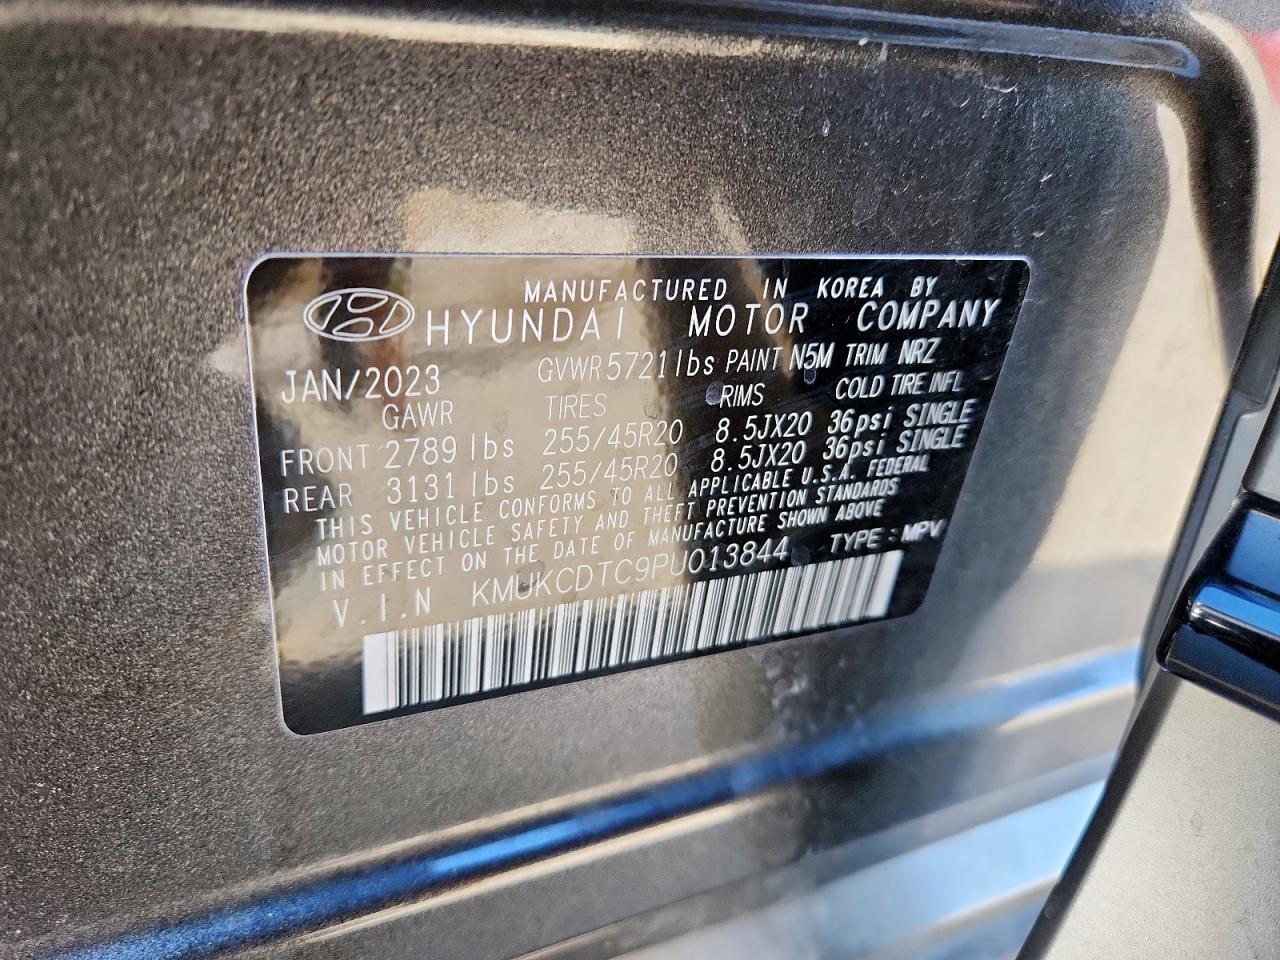 MANUFACTURED IN KOREA BY
HYUNDAI MOTOR COMPANY
JAN/2023 GVWR 5721lbs PAINT N5M TRIM NRZ
GAWR TIRES RIMS COLD TIRE INFL
FRONT 2789 lbs 255/45R20 8.5JX20 36psi SINGLE
REAR 3131 lbs 255/45R20 8.5JX20 36psi SINGLE
THIS VEHICLE CONFORMS TO ALL APPLICABLE U.S.A. FEDERAL
MOTOR VEHICLE SAFETY AND THEFT PREVENTION STANDARDS
IN EFFECT ON THE DATE OF MANUFACTURE SHOWN ABOVE
V.I.N KMUKCDTC9PU013844 TYPE : MPV